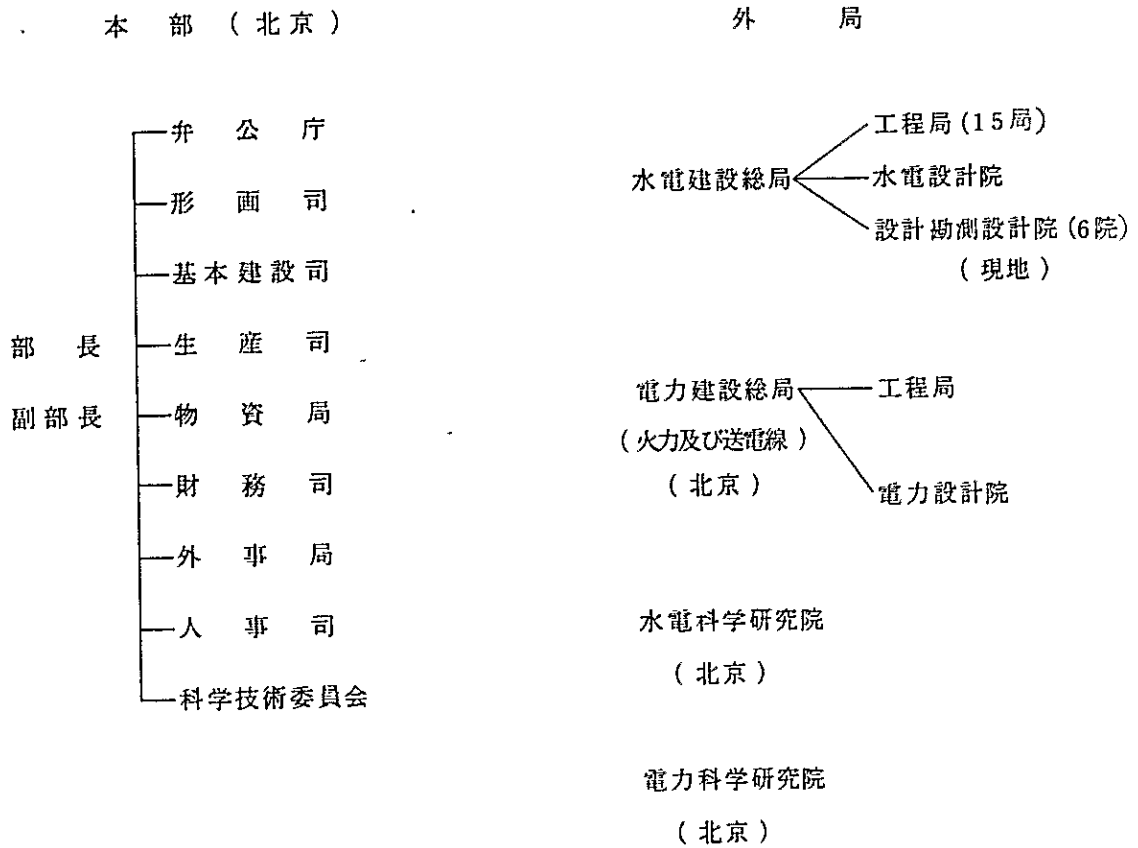 本部(北京)
弁公庁
形画司
基本建設司
部長
生産司
副部長
物資局
財務司
外事局
人事司
科学技術委員会
外局
水電建設総局
工程局(15局)
水電設計院
設計勘測設計院(6院)
(現地)
電力建設総局
(火力及び送電線)
(北京)
工程局
電力設計院
水電科学研究院
(北京)
電力科学研究院
(北京)